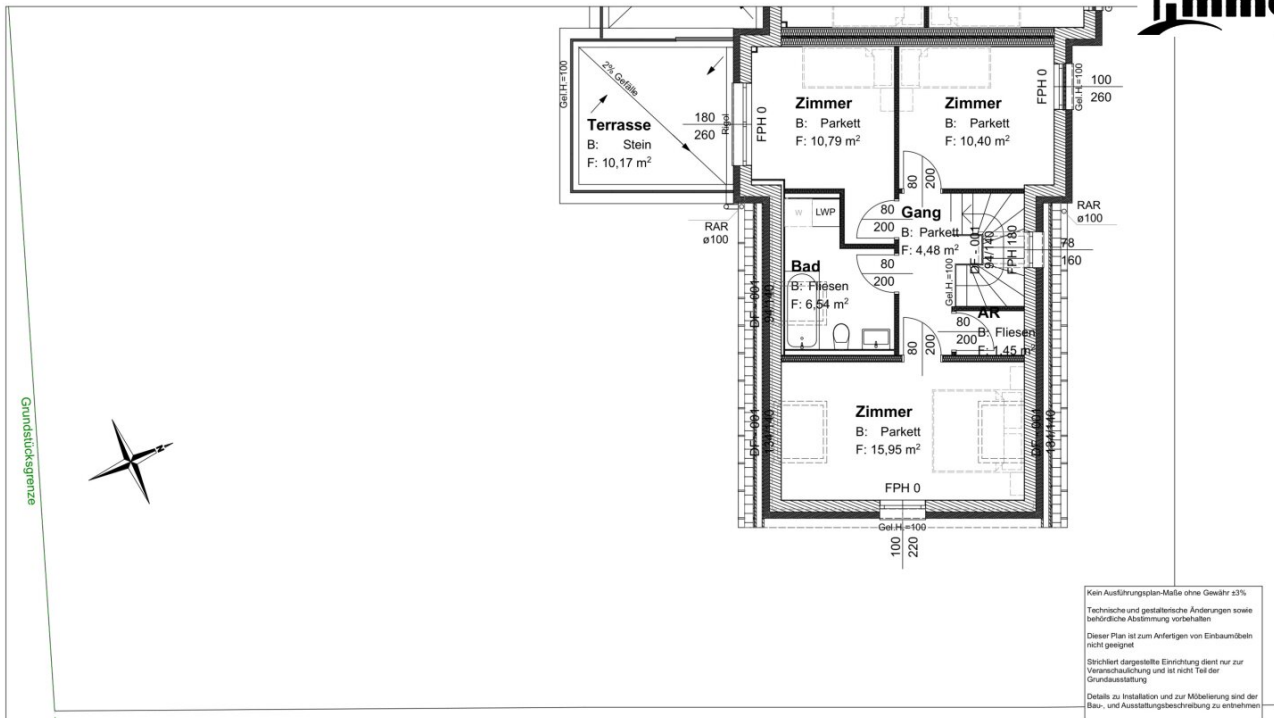 Gel.H.=100
2% Gefälle
Terrasse
B: Stein
F: 10,17 m²
180
260
Rigol
FPH 0
Zimmer
B: Parkett
F: 10,79 m²
Zimmer
B: Parkett
F: 10,40 m²
FPH 0
Gel.H.=100
100
260
80
200
RAR
ø100
W
LWP
80
200
Gang
B: Parkett
F: 4,48 m²
DF - 001
94/140
FPH 180
RAR
ø100
78
160
Bad
B: Fliesen
F: 6,54 m²
80
200
Gel.H.=100
DF - 001
94/140
AR
B: Fliesen
F: 1,45 m²
80
200
80
200
Zimmer
B: Parkett
F: 15,95 m²
DF - 001
134/140
DF - 001
134/140
FPH 0
Gel.H.=100
100
220
Grundstücksgrenze
N
Kein Ausführungsplan-Maße ohne Gewähr ±3%
Technische und gestalterische Änderungen sowie
behördliche Abstimmung vorbehalten
Dieser Plan ist zum Anfertigen von Einbaumöbeln
nicht geeignet
Strichliert dargestellte Einrichtung dient nur zur
Veranschaulichung und ist nicht Teil der
Grundausstattung
Details zu Installation und zur Möbelierung sind der
Bau-, und Ausstattungsbeschreibung zu entnehmen